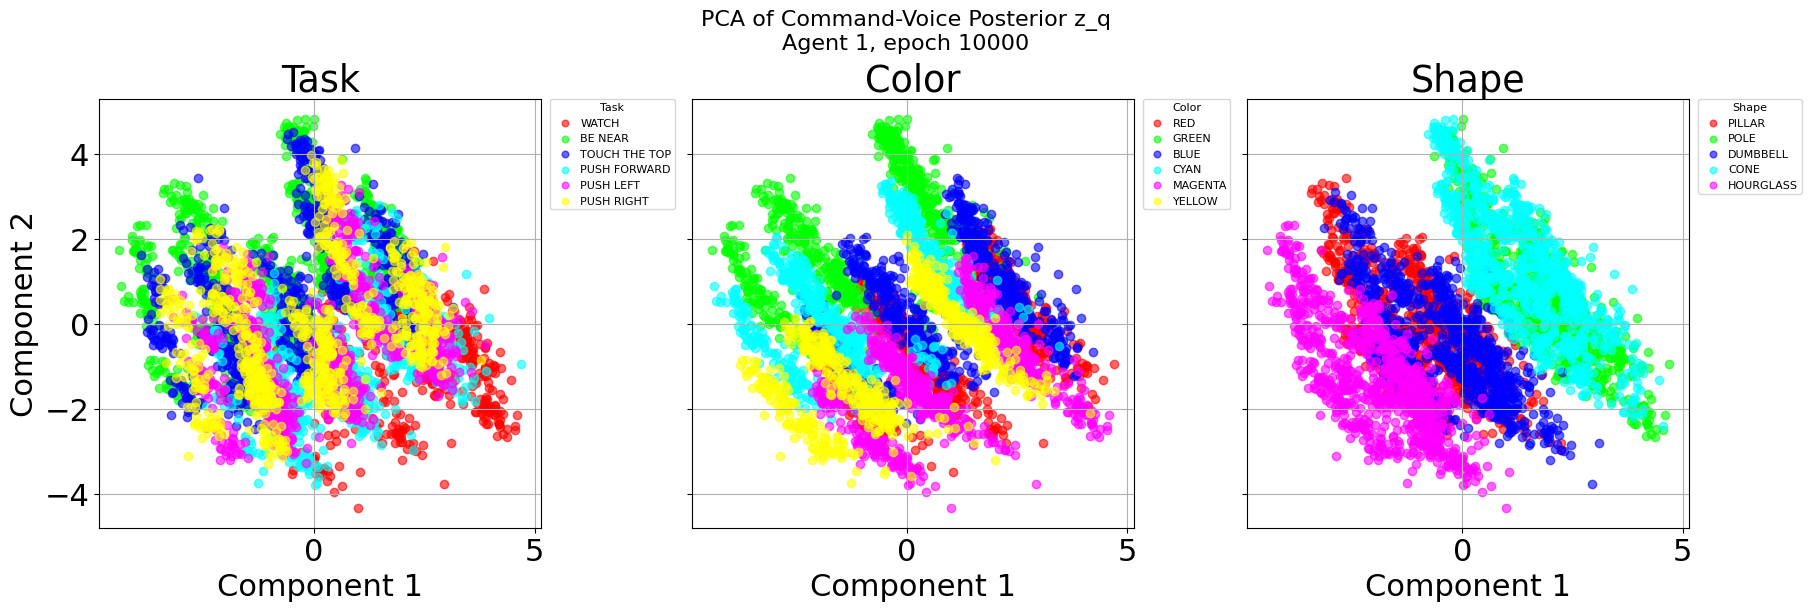 PCA of Command-Voice Posterior z_q
Agent 1, epoch 10000
Task
Component 2
4
2
0
−2
−4
0
5
Component 1
Task
WATCH
BE NEAR
TOUCH THE TOP
PUSH FORWARD
PUSH LEFT
PUSH RIGHT
Color
0
5
Component 1
Color
RED
GREEN
BLUE
CYAN
MAGENTA
YELLOW
Shape
0
5
Component 1
Shape
PILLAR
POLE
DUMBBELL
CONE
HOURGLASS